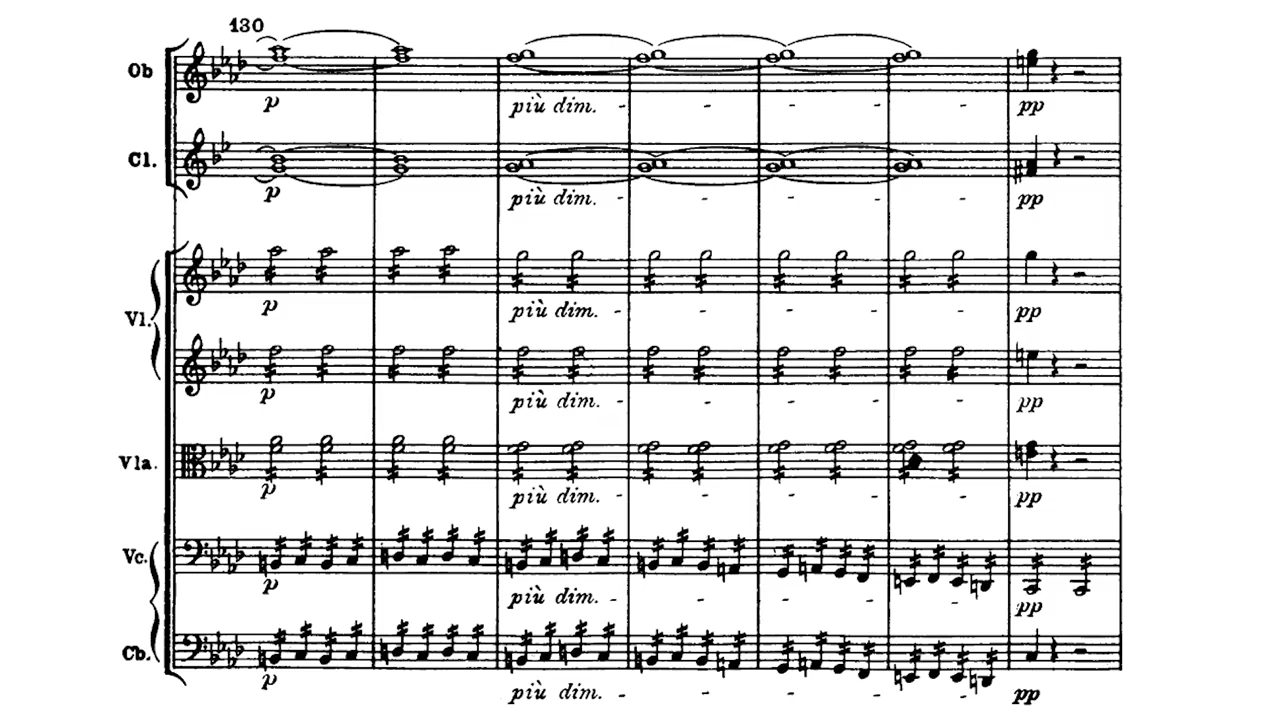 130
Ob
p più dim. pp
Cl.
p più dim. pp
Vl.
p più dim. pp
p più dim. pp
Vla.
p più dim. pp
Vc.
p più dim. pp
Cb.
p più dim. pp